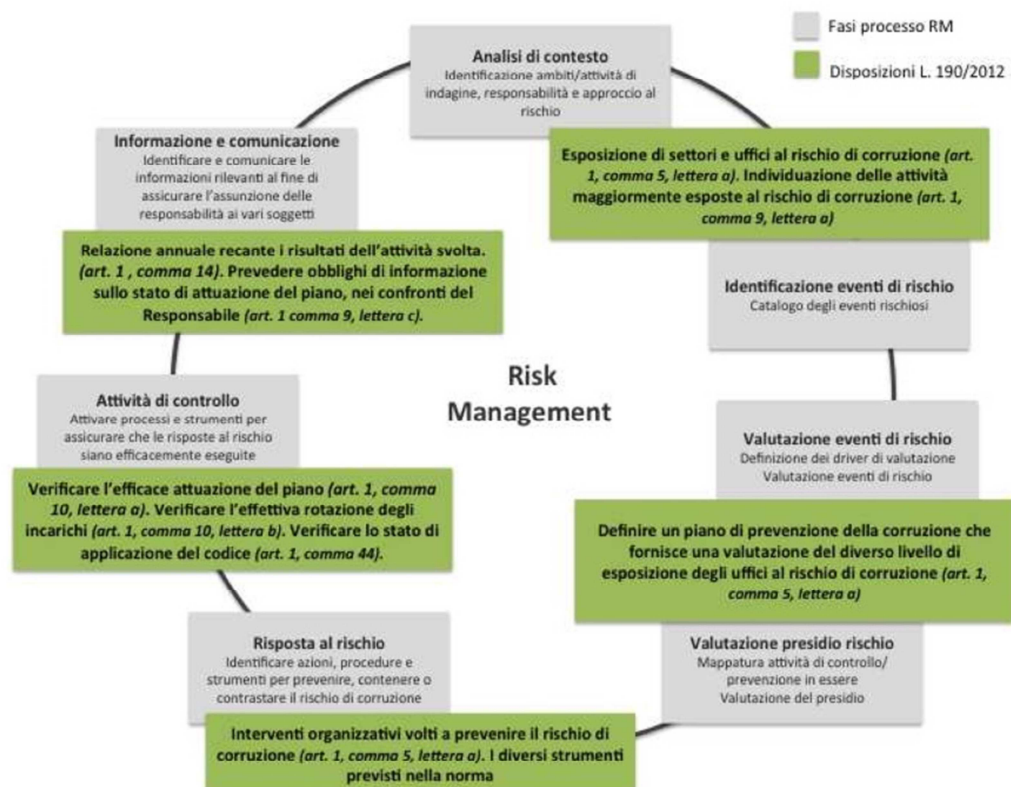 Fasi processo RM
Disposizioni L. 190/2012
Analisi di contesto
Identificazione ambiti/attività di
indagine, responsabilità e approccio al
rischio
Esposizione di settori e uffici al rischio di corruzione (art.
1, comma 5, lettera a). Individuazione delle attività
maggiormente esposte al rischio di corruzione (art. 1,
comma 9, lettera a)
Identificazione eventi di rischio
Catalogo degli eventi rischiosi
Valutazione eventi di rischio
Definizione dei driver di valutazione
Valutazione eventi di rischio
Definire un piano di prevenzione della corruzione che
fornisce una valutazione del diverso livello di
esposizione degli uffici al rischio di corruzione (art. 1,
comma 5, lettera a)
Valutazione presidio rischio
Mappatura attività di controllo/
prevenzione in essere
Valutazione del presidio
Interventi organizzativi volti a prevenire il rischio di
corruzione (art. 1, comma 5, lettera a). I diversi strumenti
previsti nella norma
Risposta al rischio
Identificare azioni, procedure e
strumenti per prevenire, contenere o
contrastare il rischio di corruzione
Verificare l'efficace attuazione del piano (art. 1, comma
10, lettera a). Verificare l'effettiva rotazione degli
incarichi (art. 1, comma 10, lettera b). Verificare lo stato di
applicazione del codice (art. 1, comma 44).
Attività di controllo
Attivare processi e strumenti per
assicurare che le risposte al rischio
siano efficacemente eseguite
Relazione annuale recante i risultati dell'attività svolta.
(art. 1 , comma 14). Prevedere obblighi di informazione
sullo stato di attuazione del piano, nei confronti del
Responsabile (art. 1 comma 9, lettera c).
Informazione e comunicazione
Identificare e comunicare le
informazioni rilevanti al fine di
assicurare l'assunzione delle
responsabilità ai vari soggetti
Risk
Management